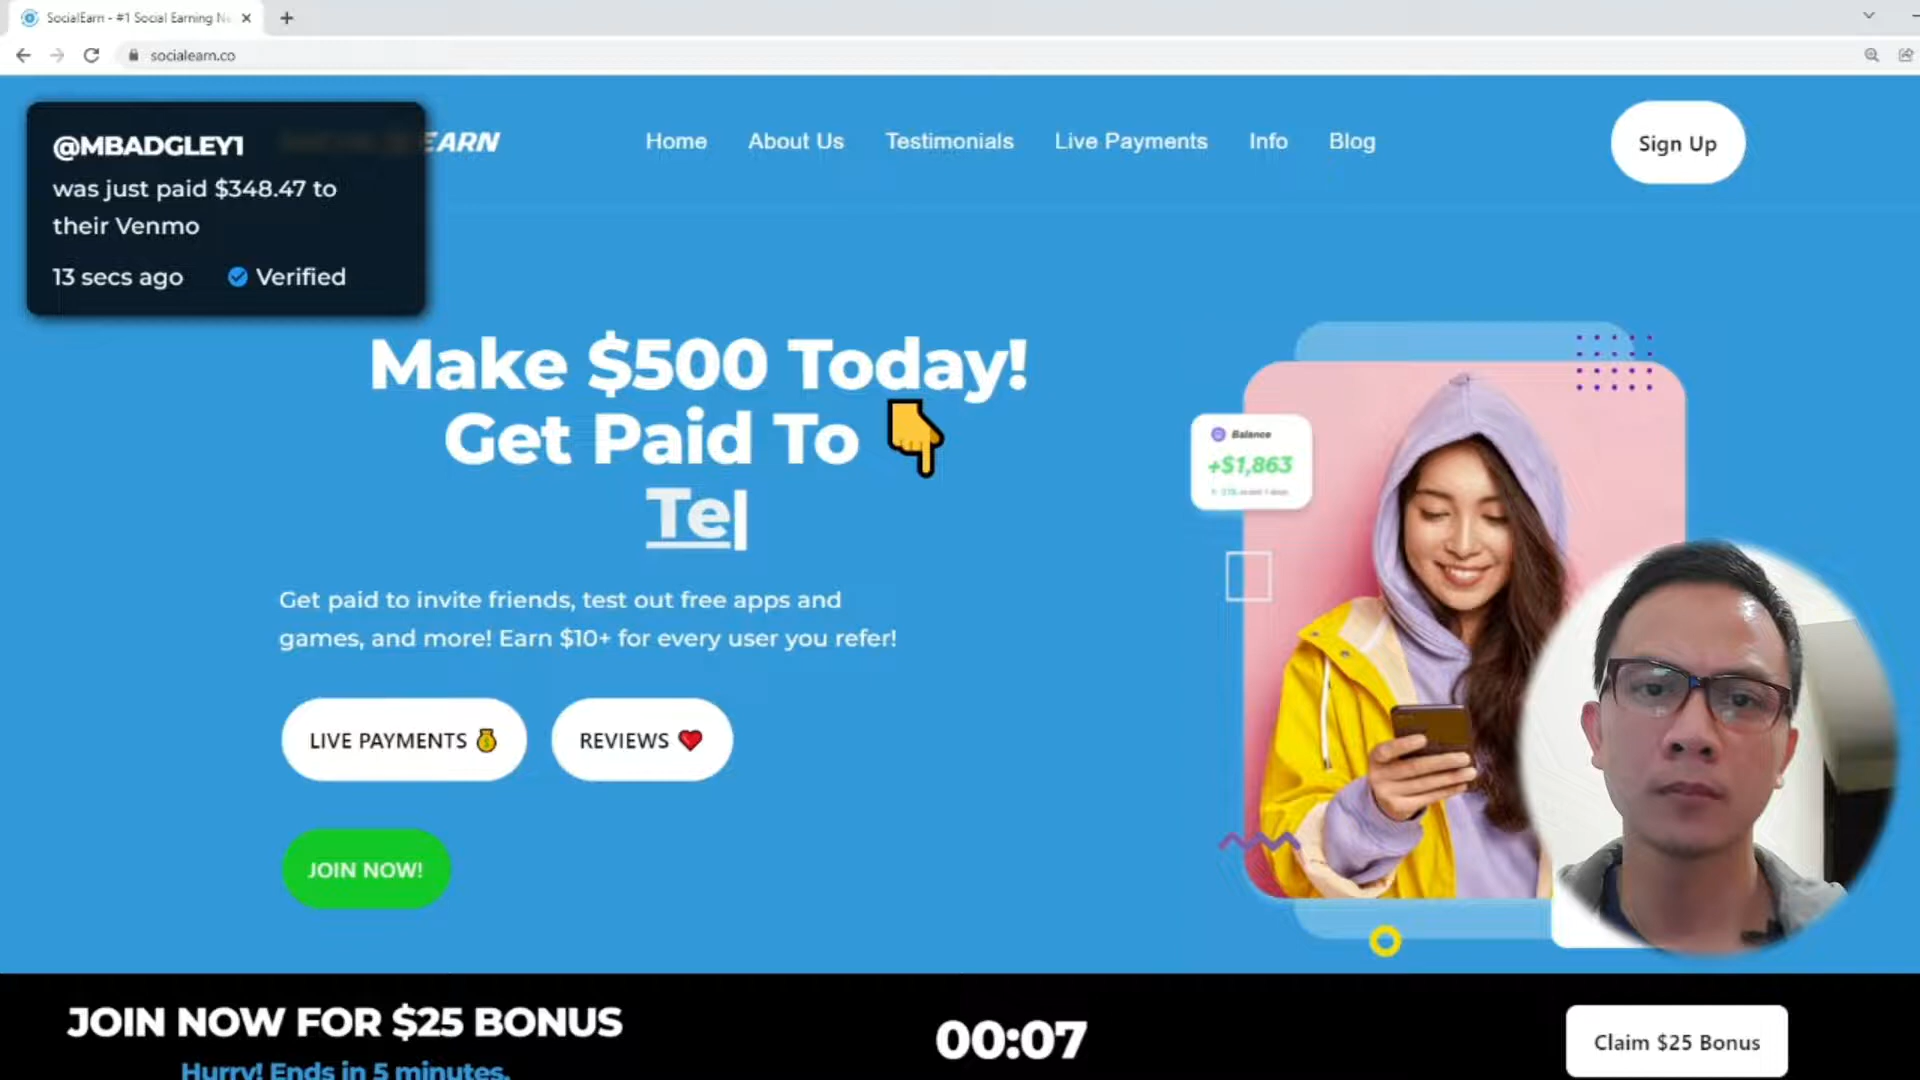 SocialEarn - #1 Social Earning Ne
socialearn.co
@MBADGLEY1
was just paid $348.47 to
their Venmo
13 secs ago Verified
EARN
Home About Us Testimonials Live Payments Info Blog
Sign Up
Make $500 Today!
Get Paid To
Te
Get paid to invite friends, test out free apps and
games, and more! Earn $10+ for every user you refer!
LIVE PAYMENTS
REVIEWS
JOIN NOW!
Balance
+$1,863
JOIN NOW FOR $25 BONUS
Hurry! Ends in 5 minutes.
00:07
Claim $25 Bonus